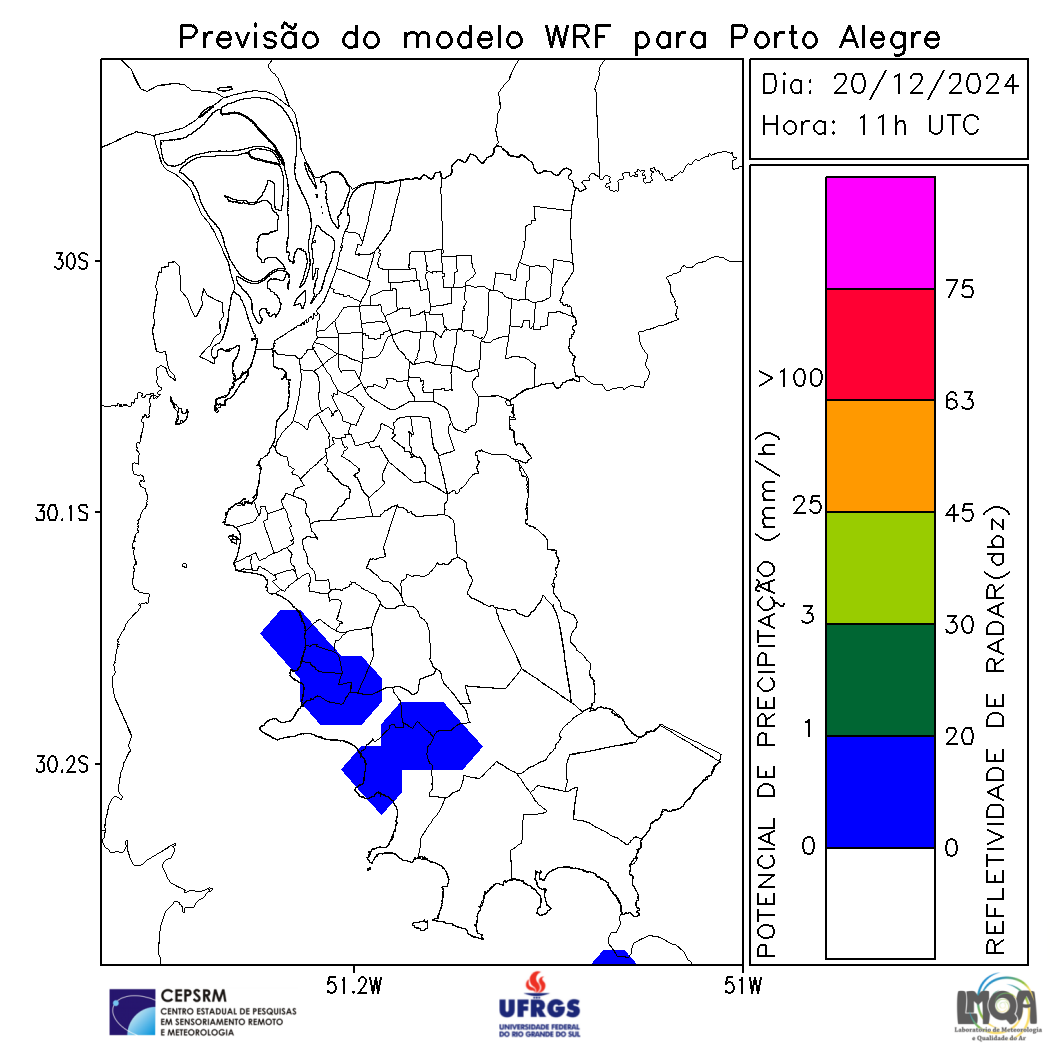 Previsão do modelo WRF para Porto Alegre
Dia: 20/12/2024
Hora: 11h UTC
30S
30.1S
30.2S
51.2W
51W
POTENCIAL DE PRECIPITAÇÃO (mm/h)
>100
25
3
1
0
75
63
45
30
20
0
REFLETIVIDADE DE RADAR(dbz)
CEPSRM
CENTRO ESTADUAL DE PESQUISAS
EM SENSORIAMENTO REMOTO
E METEOROLOGIA
UFRGS
UNIVERSIDADE FEDERAL
DO RIO GRANDE DO SUL
LMQA
Laboratório de Meteorologia
e Qualidade do Ar